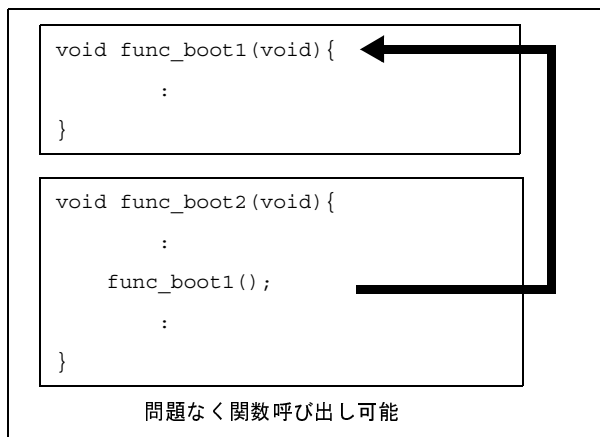 void func_boot1(void){
:
}
void func_boot2(void){
:
func_boot1();
:
}
問題なく関数呼び出し可能